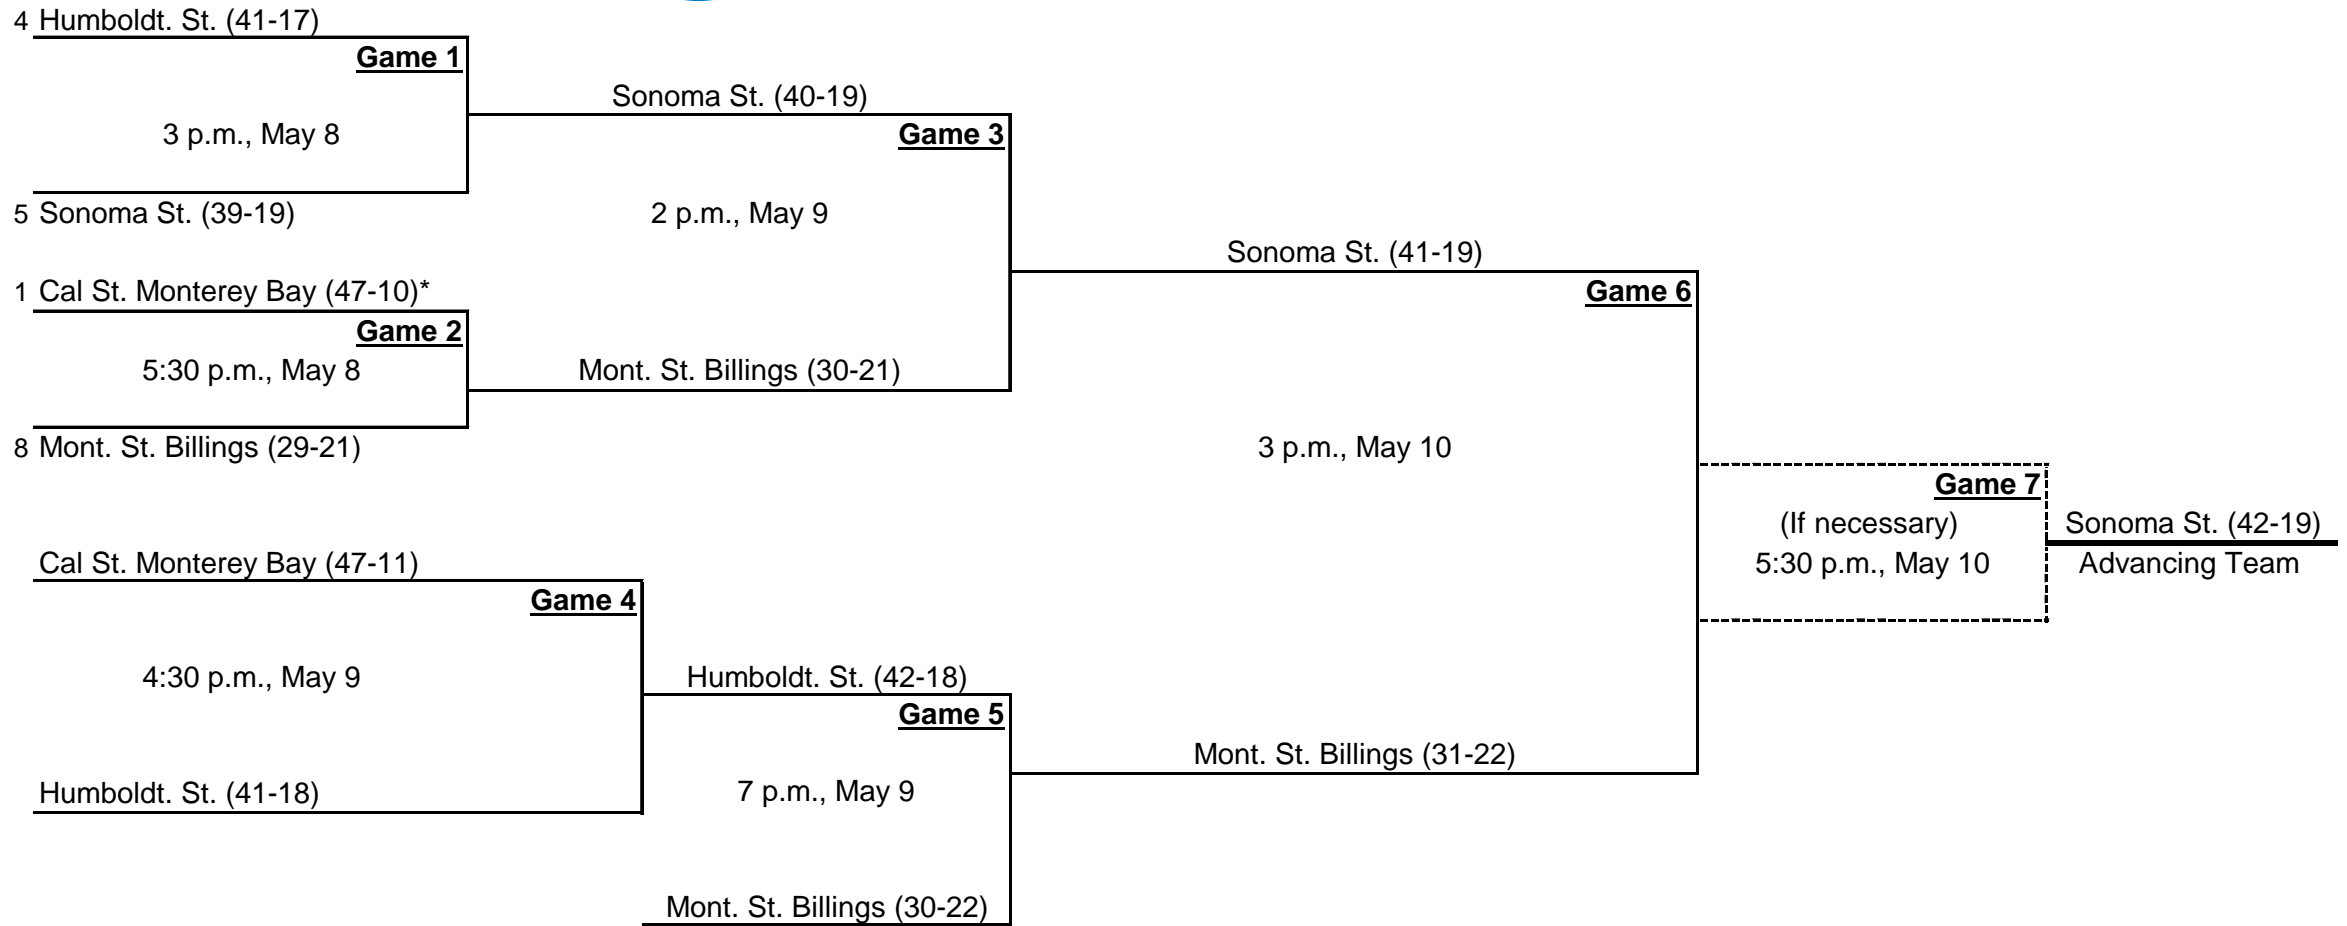 4 Humboldt. St. (41-17)
Game 1
Sonoma St. (40-19)
3 p.m., May 8
Game 3
5 Sonoma St. (39-19)
2 p.m., May 9
Sonoma St. (41-19)
1 Cal St. Monterey Bay (47-10)*
Game 6
Game 2
5:30 p.m., May 8
Mont. St. Billings (30-21)
8 Mont. St. Billings (29-21)
3 p.m., May 10
Game 7
(If necessary)
Sonoma St. (42-19)
Cal St. Monterey Bay (47-11)
5:30 p.m., May 10
Advancing Team
Game 4
4:30 p.m., May 9
Humboldt. St. (42-18)
Game 5
Mont. St. Billings (31-22)
Humboldt. St. (41-18)
7 p.m., May 9
Mont. St. Billings (30-22)